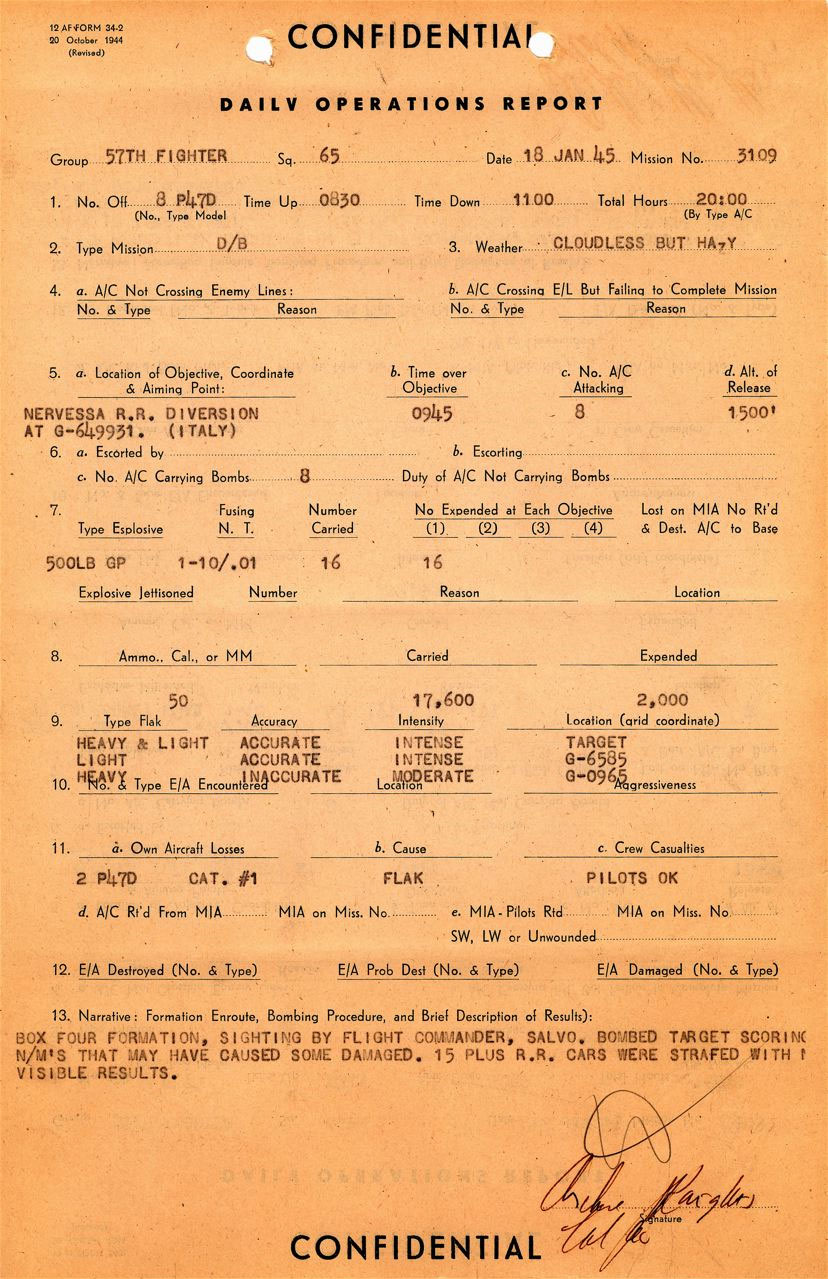 12 AF FORM 34-2
20 October 1944
(Revised)
CONFIDENTIAL
DAILY OPERATIONS REPORT
Group 57TH FIGHTER Sq. 65 Date 18 JAN 45 Mission No. 3109
1. No. Off 8 P47D Time Up 0830 Time Down 1100 Total Hours 20:00
(No., Type Model (By Type A/C
2. Type Mission D/B 3. Weather CLOUDLESS BUT HAZY
4. a. A/C Not Crossing Enemy Lines: b. A/C Crossing E/L But Failing to Complete Mission
No. & Type Reason No. & Type Reason
5. a. Location of Objective, Coordinate b. Time over c. No. A/C d. Alt. of
& Aiming Point: Objective Attacking Release
NERVESSA R.R. DIVERSION 0945 8 1500'
AT G-649931. (ITALY)
6. a. Escorted by b. Escorting
c. No. A/C Carrying Bombs 8 Duty of A/C Not Carrying Bombs
7. Fusing Number No Expended at Each Objective Lost on MIA No Rt'd
Type Explosive N. T. Carried (1) (2) (3) (4) & Dest. A/C to Base
500LB GP 1-10/.01 16 16
Explosive Jettisoned Number Reason Location
8. Ammo., Cal., or MM Carried Expended
50 17,600 2,000
9. Type Flak Accuracy Intensity Location (grid coordinate)
HEAVY & LIGHT ACCURATE INTENSE TARGET
LIGHT ACCURATE INTENSE G-6585
HEAVY INACCURATE MODERATE G-0965
10. No. & Type E/A Encountered Location Aggressiveness
11. a. Own Aircraft Losses b. Cause c. Crew Casualties
2 P47D CAT. #1 FLAK PILOTS OK
d. A/C Rt'd From MIA MIA on Miss. No. e. MIA-Pilots Rtd MIA on Miss. No
SW, LW or Unwounded
12. E/A Destroyed (No. & Type) E/A Prob Dest (No. & Type) E/A Damaged (No. & Type)
13. Narrative: Formation Enroute, Bombing Procedure, and Brief Description of Results):
BOX FOUR FORMATION, SIGHTING BY FLIGHT COMMANDER, SALVO. BOMBED TARGET SCORING
N/M'S THAT MAY HAVE CAUSED SOME DAMAGED. 15 PLUS R.R. CARS WERE STRAFED WITH
VISIBLE RESULTS.
Signature
CONFIDENTIAL